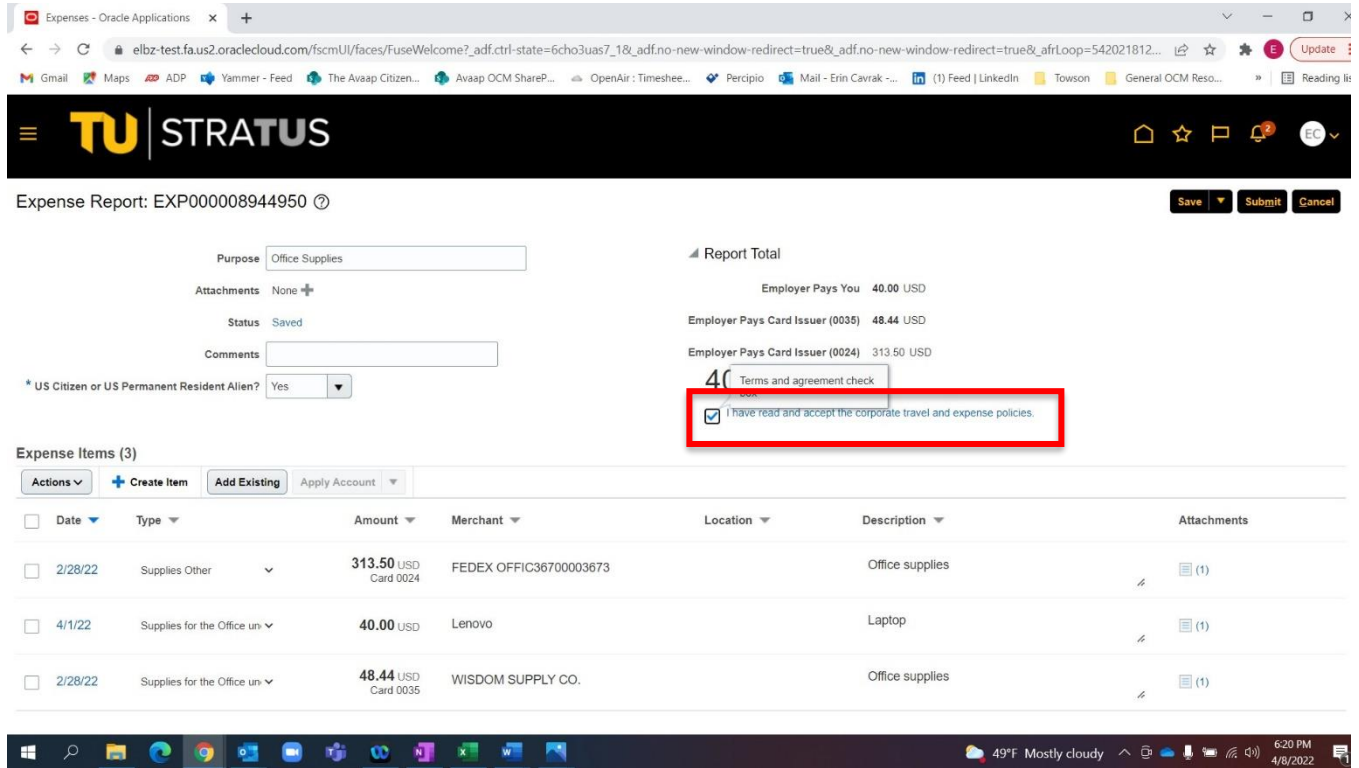 Expenses - Oracle Applications
elbz-test.fa.us2.oraclecloud.com/fscmUI/faces/FuseWelcome?_adf.ctrl-state=6cho3uas7_1&_adf.no-new-window-redirect=true&_adf.no-new-window-redirect=true&_afrLoop=542021812... E Update
Gmail Maps ADP Yammer - Feed The Avaap Citizen... Avaap OCM ShareP... OpenAir : Timeshee... Percipio Mail - Erin Cavrak -... (1) Feed | LinkedIn Towson General OCM Reso... » Reading lis
TU STRATUS 2 EC
Expense Report: EXP000008944950 Save Submit Cancel
Purpose Office Supplies
Attachments None
Status Saved
Comments
* US Citizen or US Permanent Resident Alien? Yes
Report Total
Employer Pays You 40.00 USD
Employer Pays Card Issuer (0035) 48.44 USD
Employer Pays Card Issuer (0024) 313.50 USD
Terms and agreement check
box
I have read and accept the corporate travel and expense policies.
Expense Items (3)
Actions Create Item Add Existing Apply Account
Date Type Amount Merchant Location Description Attachments
2/28/22 Supplies Other 313.50 USD FEDEX OFFIC36700003673 Office supplies (1)
Card 0024
4/1/22 Supplies for the Office un 40.00 USD Lenovo Laptop (1)
2/28/22 Supplies for the Office un 48.44 USD WISDOM SUPPLY CO. Office supplies (1)
Card 0035
49°F Mostly cloudy 6:20 PM
4/8/2022